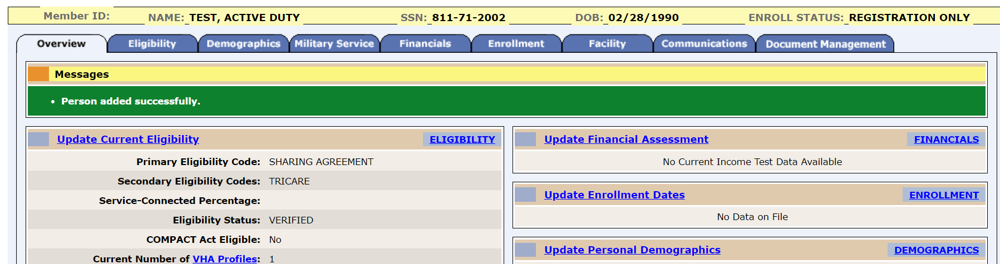 Member ID: NAME: TEST, ACTIVE DUTY SSN: 811-71-2002 DOB: 02/28/1990 ENROLL STATUS: REGISTRATION ONLY
Overview Eligibility Demographics Military Service Financials Enrollment Facility Communications Document Management
Messages
• Person added successfully.
Update Current Eligibility ELIGIBILITY
Primary Eligibility Code: SHARING AGREEMENT
Secondary Eligibility Codes: TRICARE
Service-Connected Percentage:
Eligibility Status: VERIFIED
COMPACT Act Eligible: No
Current Number of VHA Profiles: 1
Update Financial Assessment FINANCIALS
No Current Income Test Data Available
Update Enrollment Dates ENROLLMENT
No Data on File
Update Personal Demographics DEMOGRAPHICS